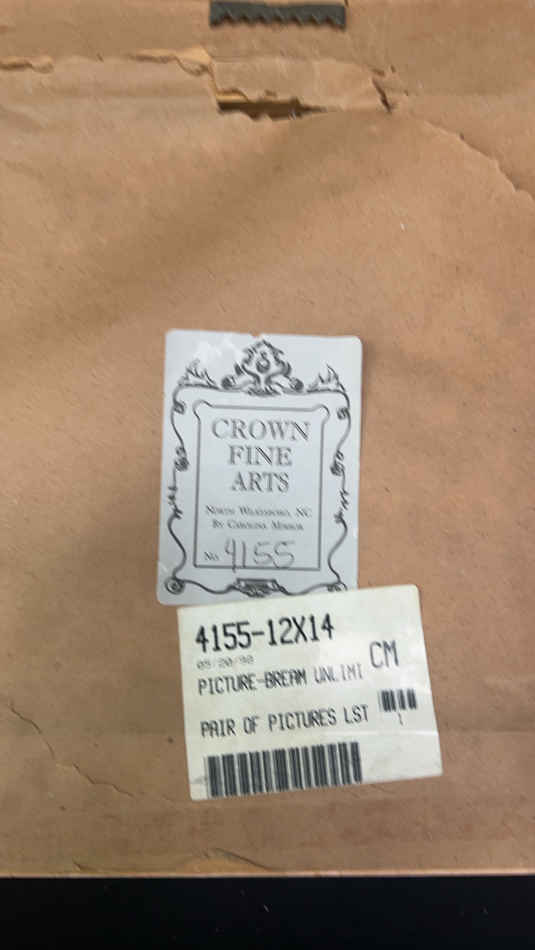 CROWN
FINE
ARTS
North Wilkesboro, NC
By Carolina Mirror
No. 4155
4155-12X14
05/20/98
CM
PICTURE-BREAM UNLIMI
PAIR OF PICTURES LST
1